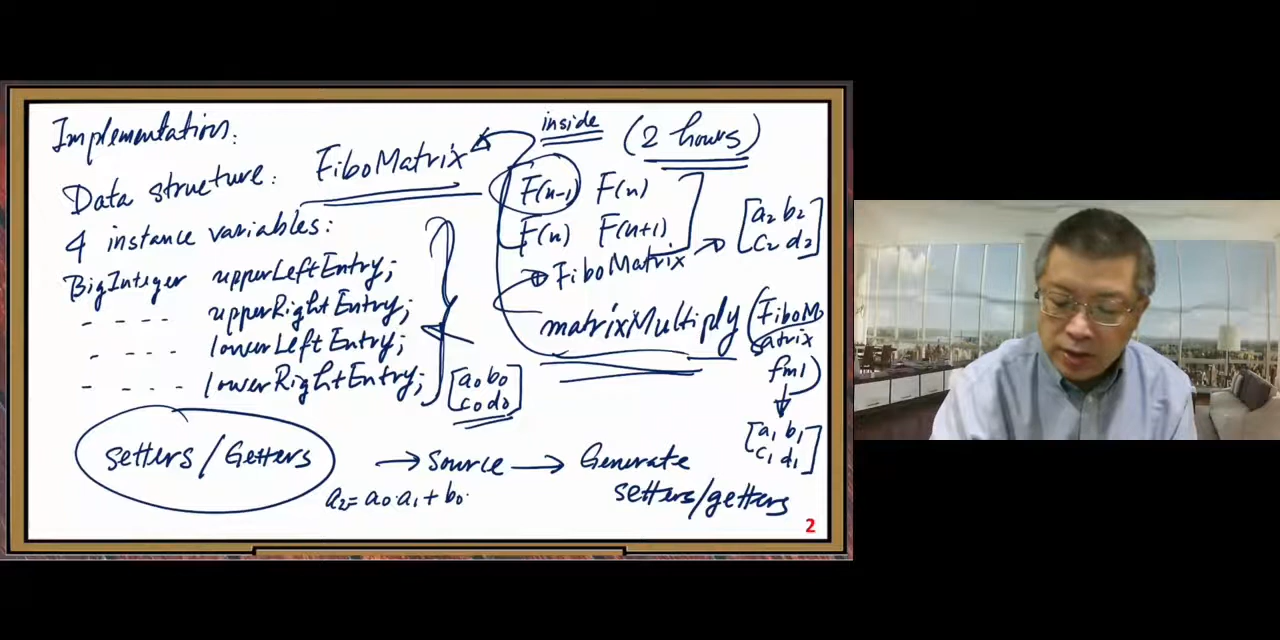 Implementation:
inside (2 hours)
Data structure: FiboMatrix
F(n-1) F(n)
F(n) F(n+1)
4 instance variables:
BigInteger upperLeftEntry;
- - - - upperRightEntry;
- - - - lowerLeftEntry;
- - - - lowerRightEntry;
FiboMatrix
a2 b2
c2 d2
matrixMultiply (FiboM
atrix
fm1)
a0 b0
c0 d0
a1 b1
c1 d1
setters/Getters → Source → Generate
setters/getters
a2 = a0·a1 + b0·
2